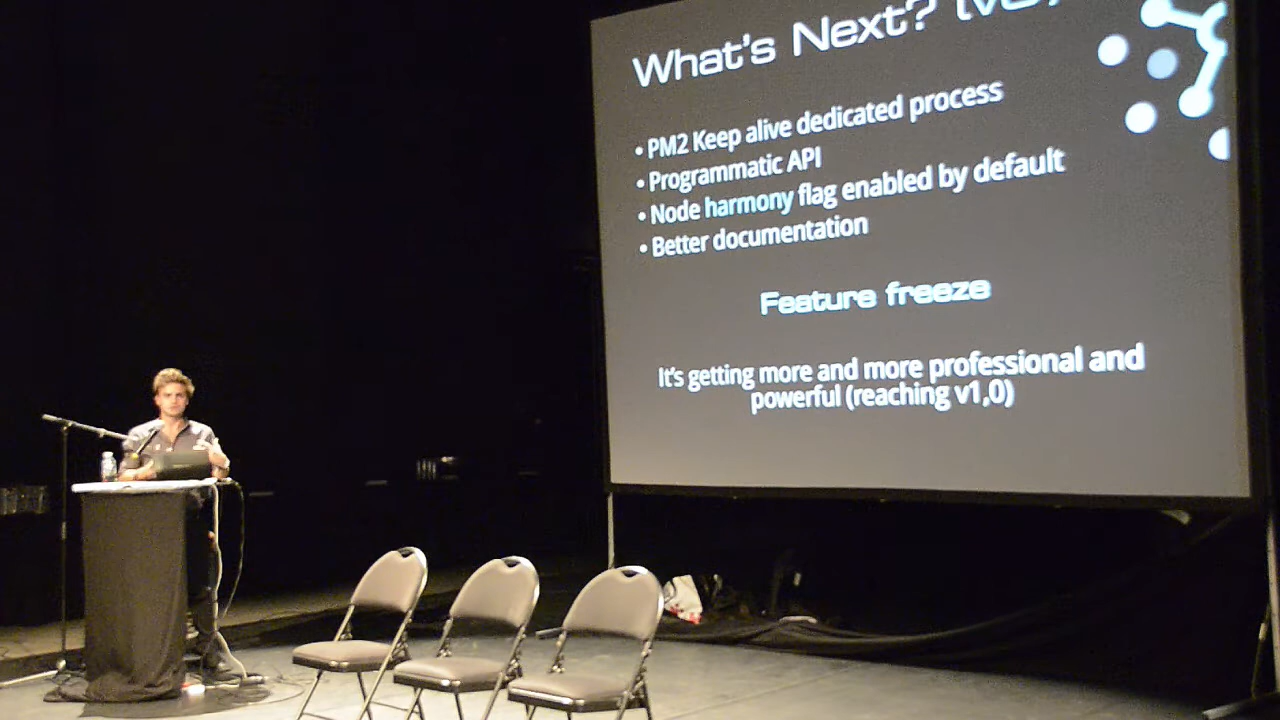 What's Next?
• PM2 Keep alive dedicated process
• Programmatic API
• Node harmony flag enabled by default
• Better documentation
Feature freeze
It's getting more and more professional and
powerful (reaching v1,0)